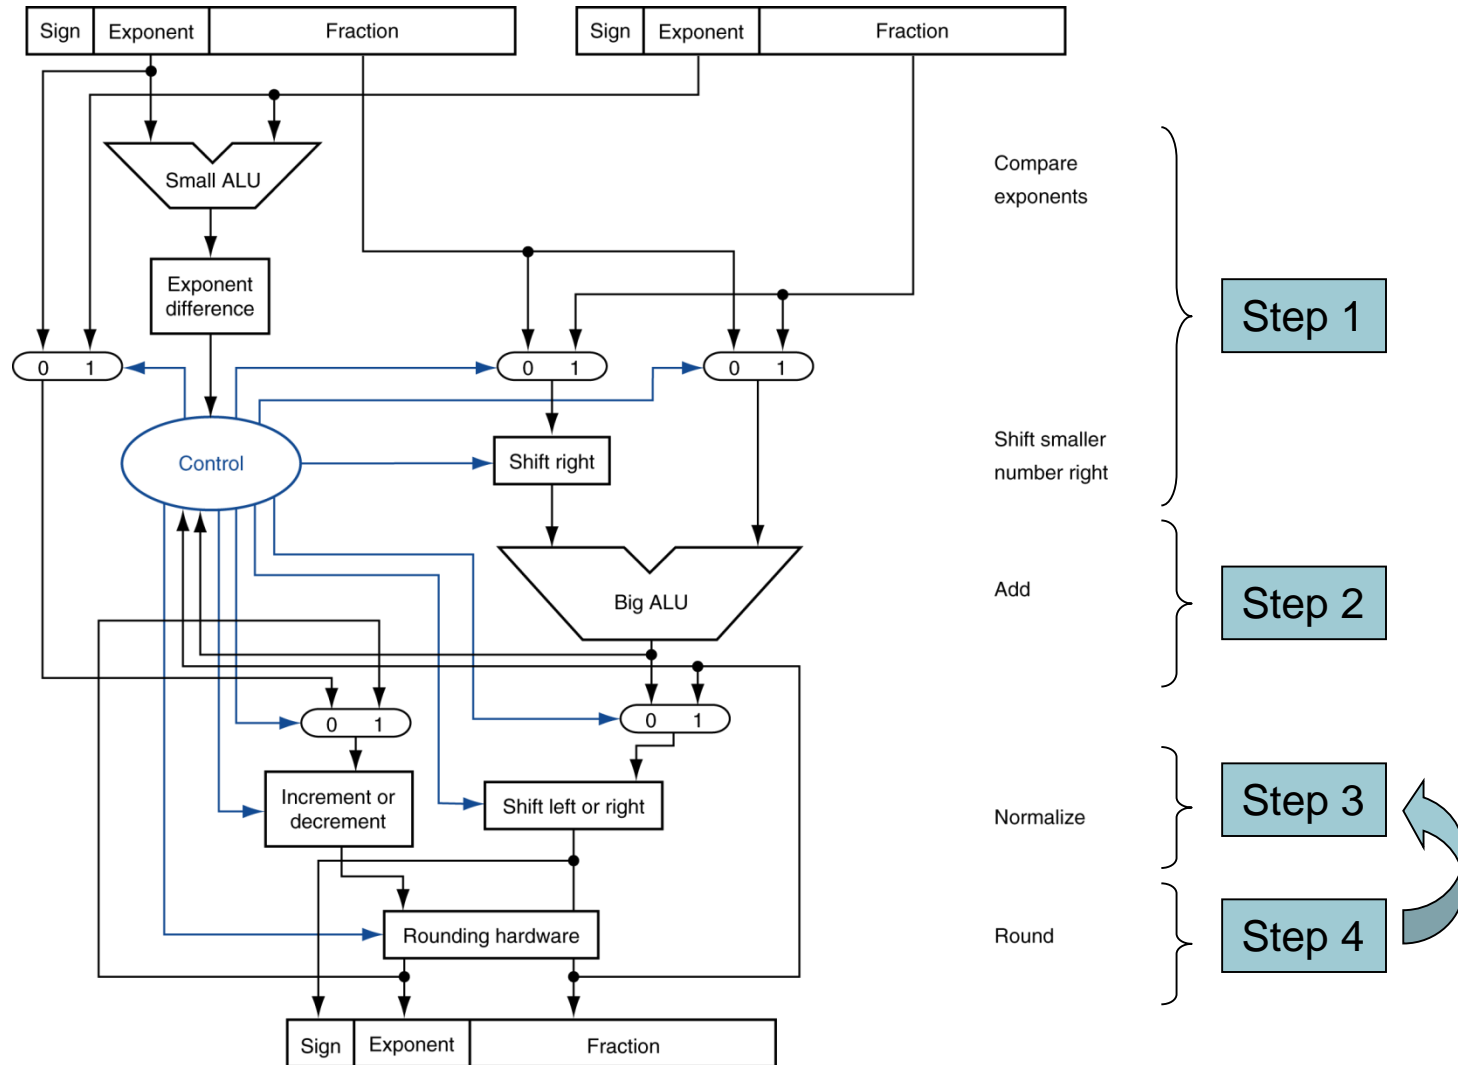 Sign Exponent Fraction Sign Exponent Fraction
Small ALU
Compare
exponents
Exponent
difference
Step 1
0 1 0 1 0 1
Control
Shift right
Shift smaller
number right
Big ALU
Add
Step 2
0 1 0 1
Increment or
decrement
Shift left or right
Normalize
Step 3
Rounding hardware
Round
Step 4
Sign Exponent Fraction